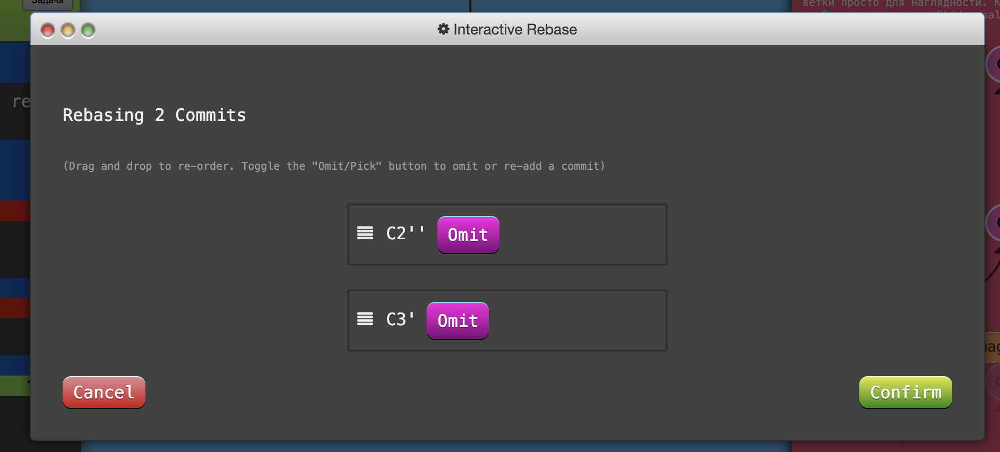 Задача
ветки просто для наглядности. К
Interactive Rebase
re
Rebasing 2 Commits
(Drag and drop to re-order. Toggle the "Omit/Pick" button to omit or re-add a commit)
C2'' Omit
C3' Omit
Cancel
Confirm